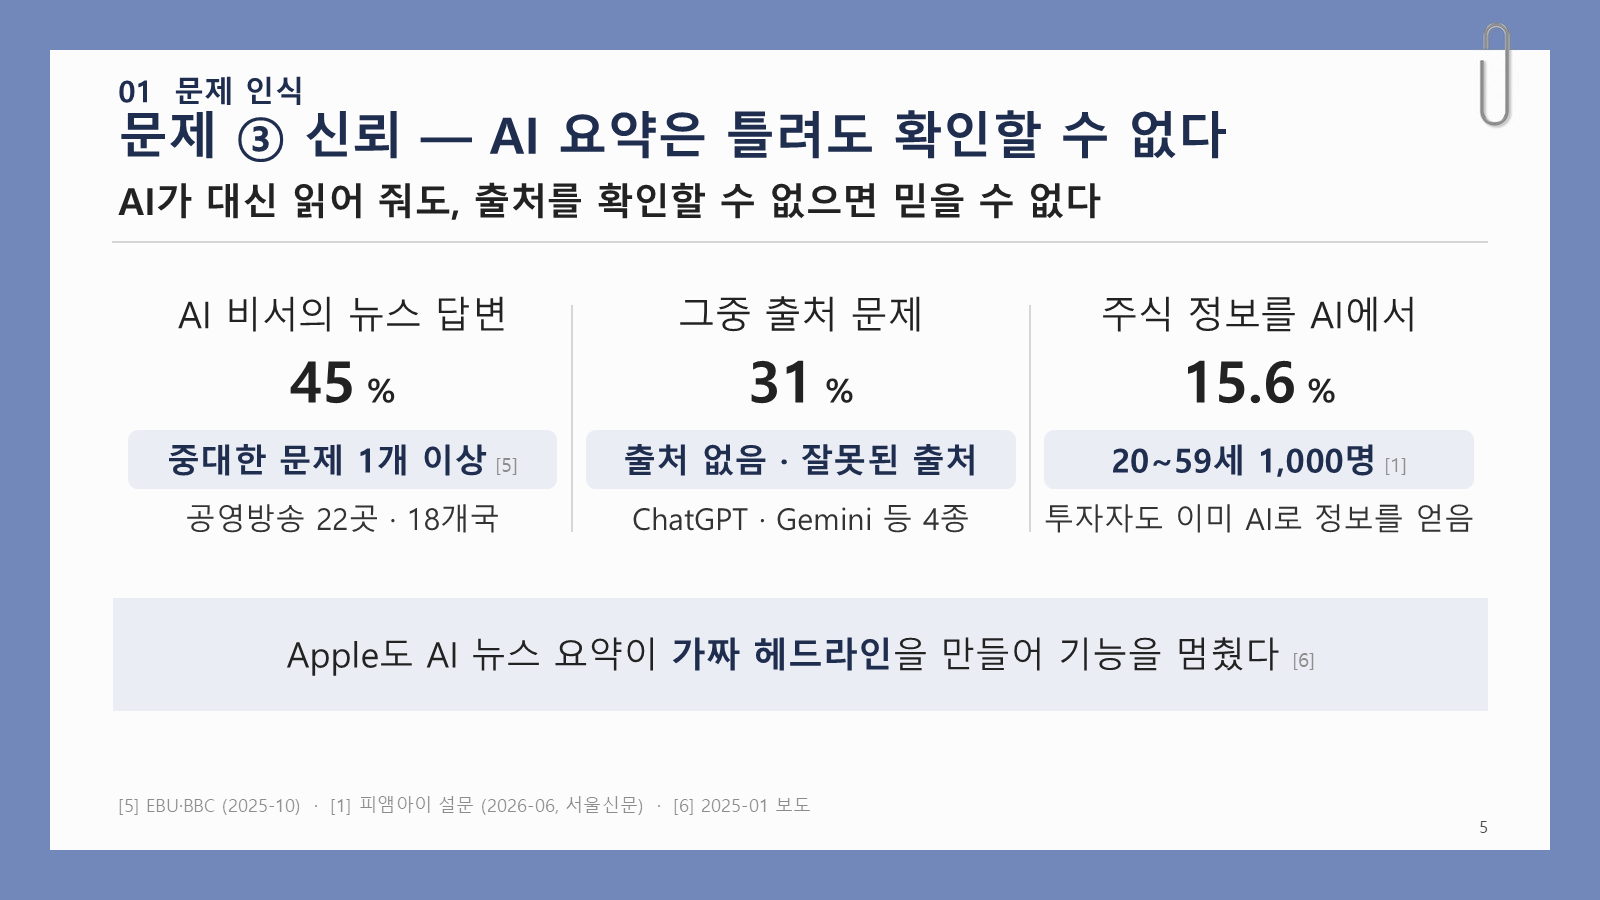 01 문제 인식
문제 ③ 신뢰 — AI 요약은 틀려도 확인할 수 없다
AI가 대신 읽어 줘도, 출처를 확인할 수 없으면 믿을 수 없다
AI 비서의 뉴스 답변
45 %
중대한 문제 1개 이상 [5]
공영방송 22곳 · 18개국
그중 출처 문제
31 %
출처 없음 · 잘못된 출처
ChatGPT · Gemini 등 4종
주식 정보를 AI에서
15.6 %
20~59세 1,000명 [1]
투자자도 이미 AI로 정보를 얻음
Apple도 AI 뉴스 요약이 가짜 헤드라인을 만들어 기능을 멈췄다 [6]
[5] EBU·BBC (2025-10) · [1] 피앰아이 설문 (2026-06, 서울신문) · [6] 2025-01 보도
5